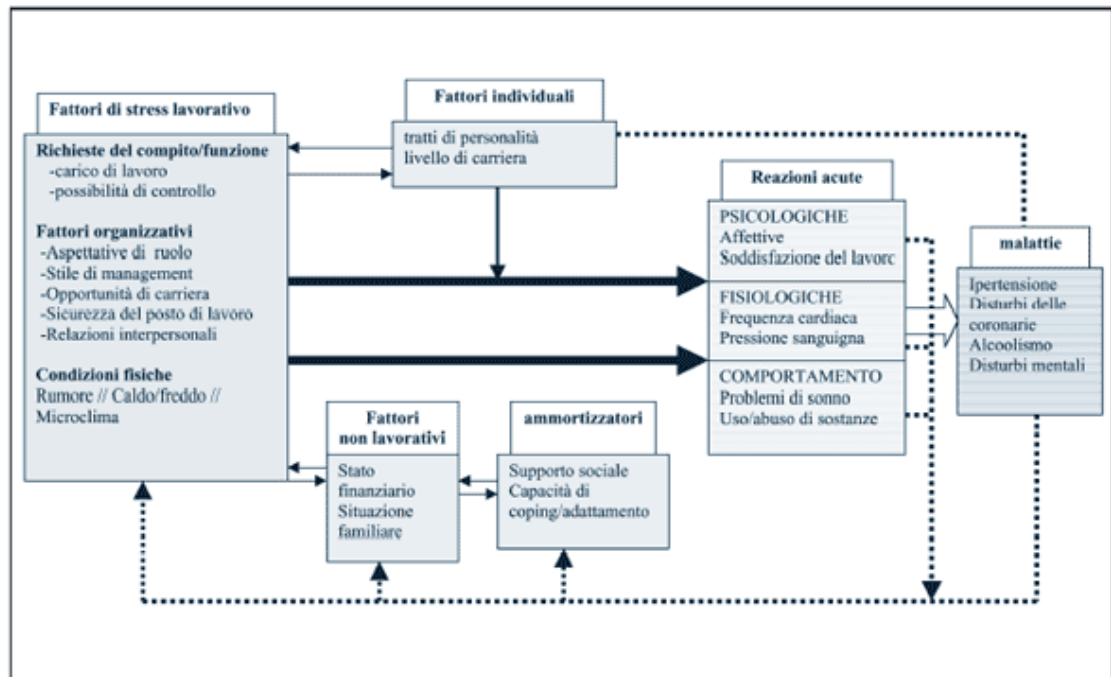 Fattori di stress lavorativo
Richieste del compito/funzione
-carico di lavoro
-possibilità di controllo
Fattori organizzativi
-Aspettative di ruolo
-Stile di management
-Opportunità di carriera
-Sicurezza del posto di lavoro
-Relazioni interpersonali
Condizioni fisiche
Rumore // Caldo/freddo //
Microclima
Fattori individuali
tratti di personalità
livello di carriera
Fattori
non lavorativi
Stato
finanziario
Situazione
familiare
ammortizzatori
Supporto sociale
Capacità di
coping/adattamento
Reazioni acute
PSICOLOGICHE
Affettive
Soddisfazione del lavoro
FISIOLOGICHE
Frequenza cardiaca
Pressione sanguigna
COMPORTAMENTO
Problemi di sonno
Uso/abuso di sostanze
malattie
Ipertensione
Disturbi delle
coronarie
Alcoolismo
Disturbi mentali